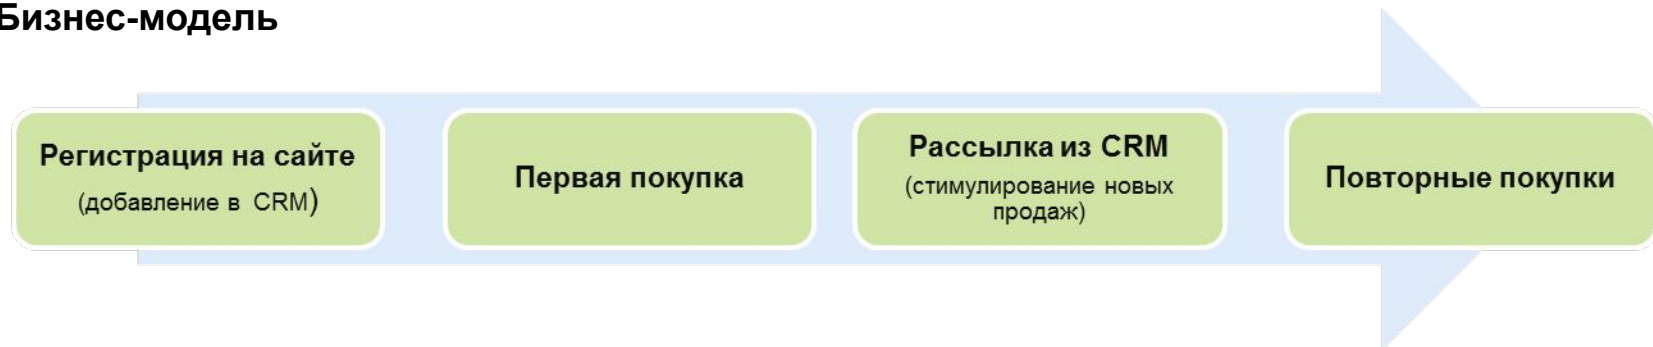 Бизнес-модель
Регистрация на сайте
(добавление в CRM)
Первая покупка
Рассылка из CRM
(стимулирование новых
продаж)
Повторные покупки